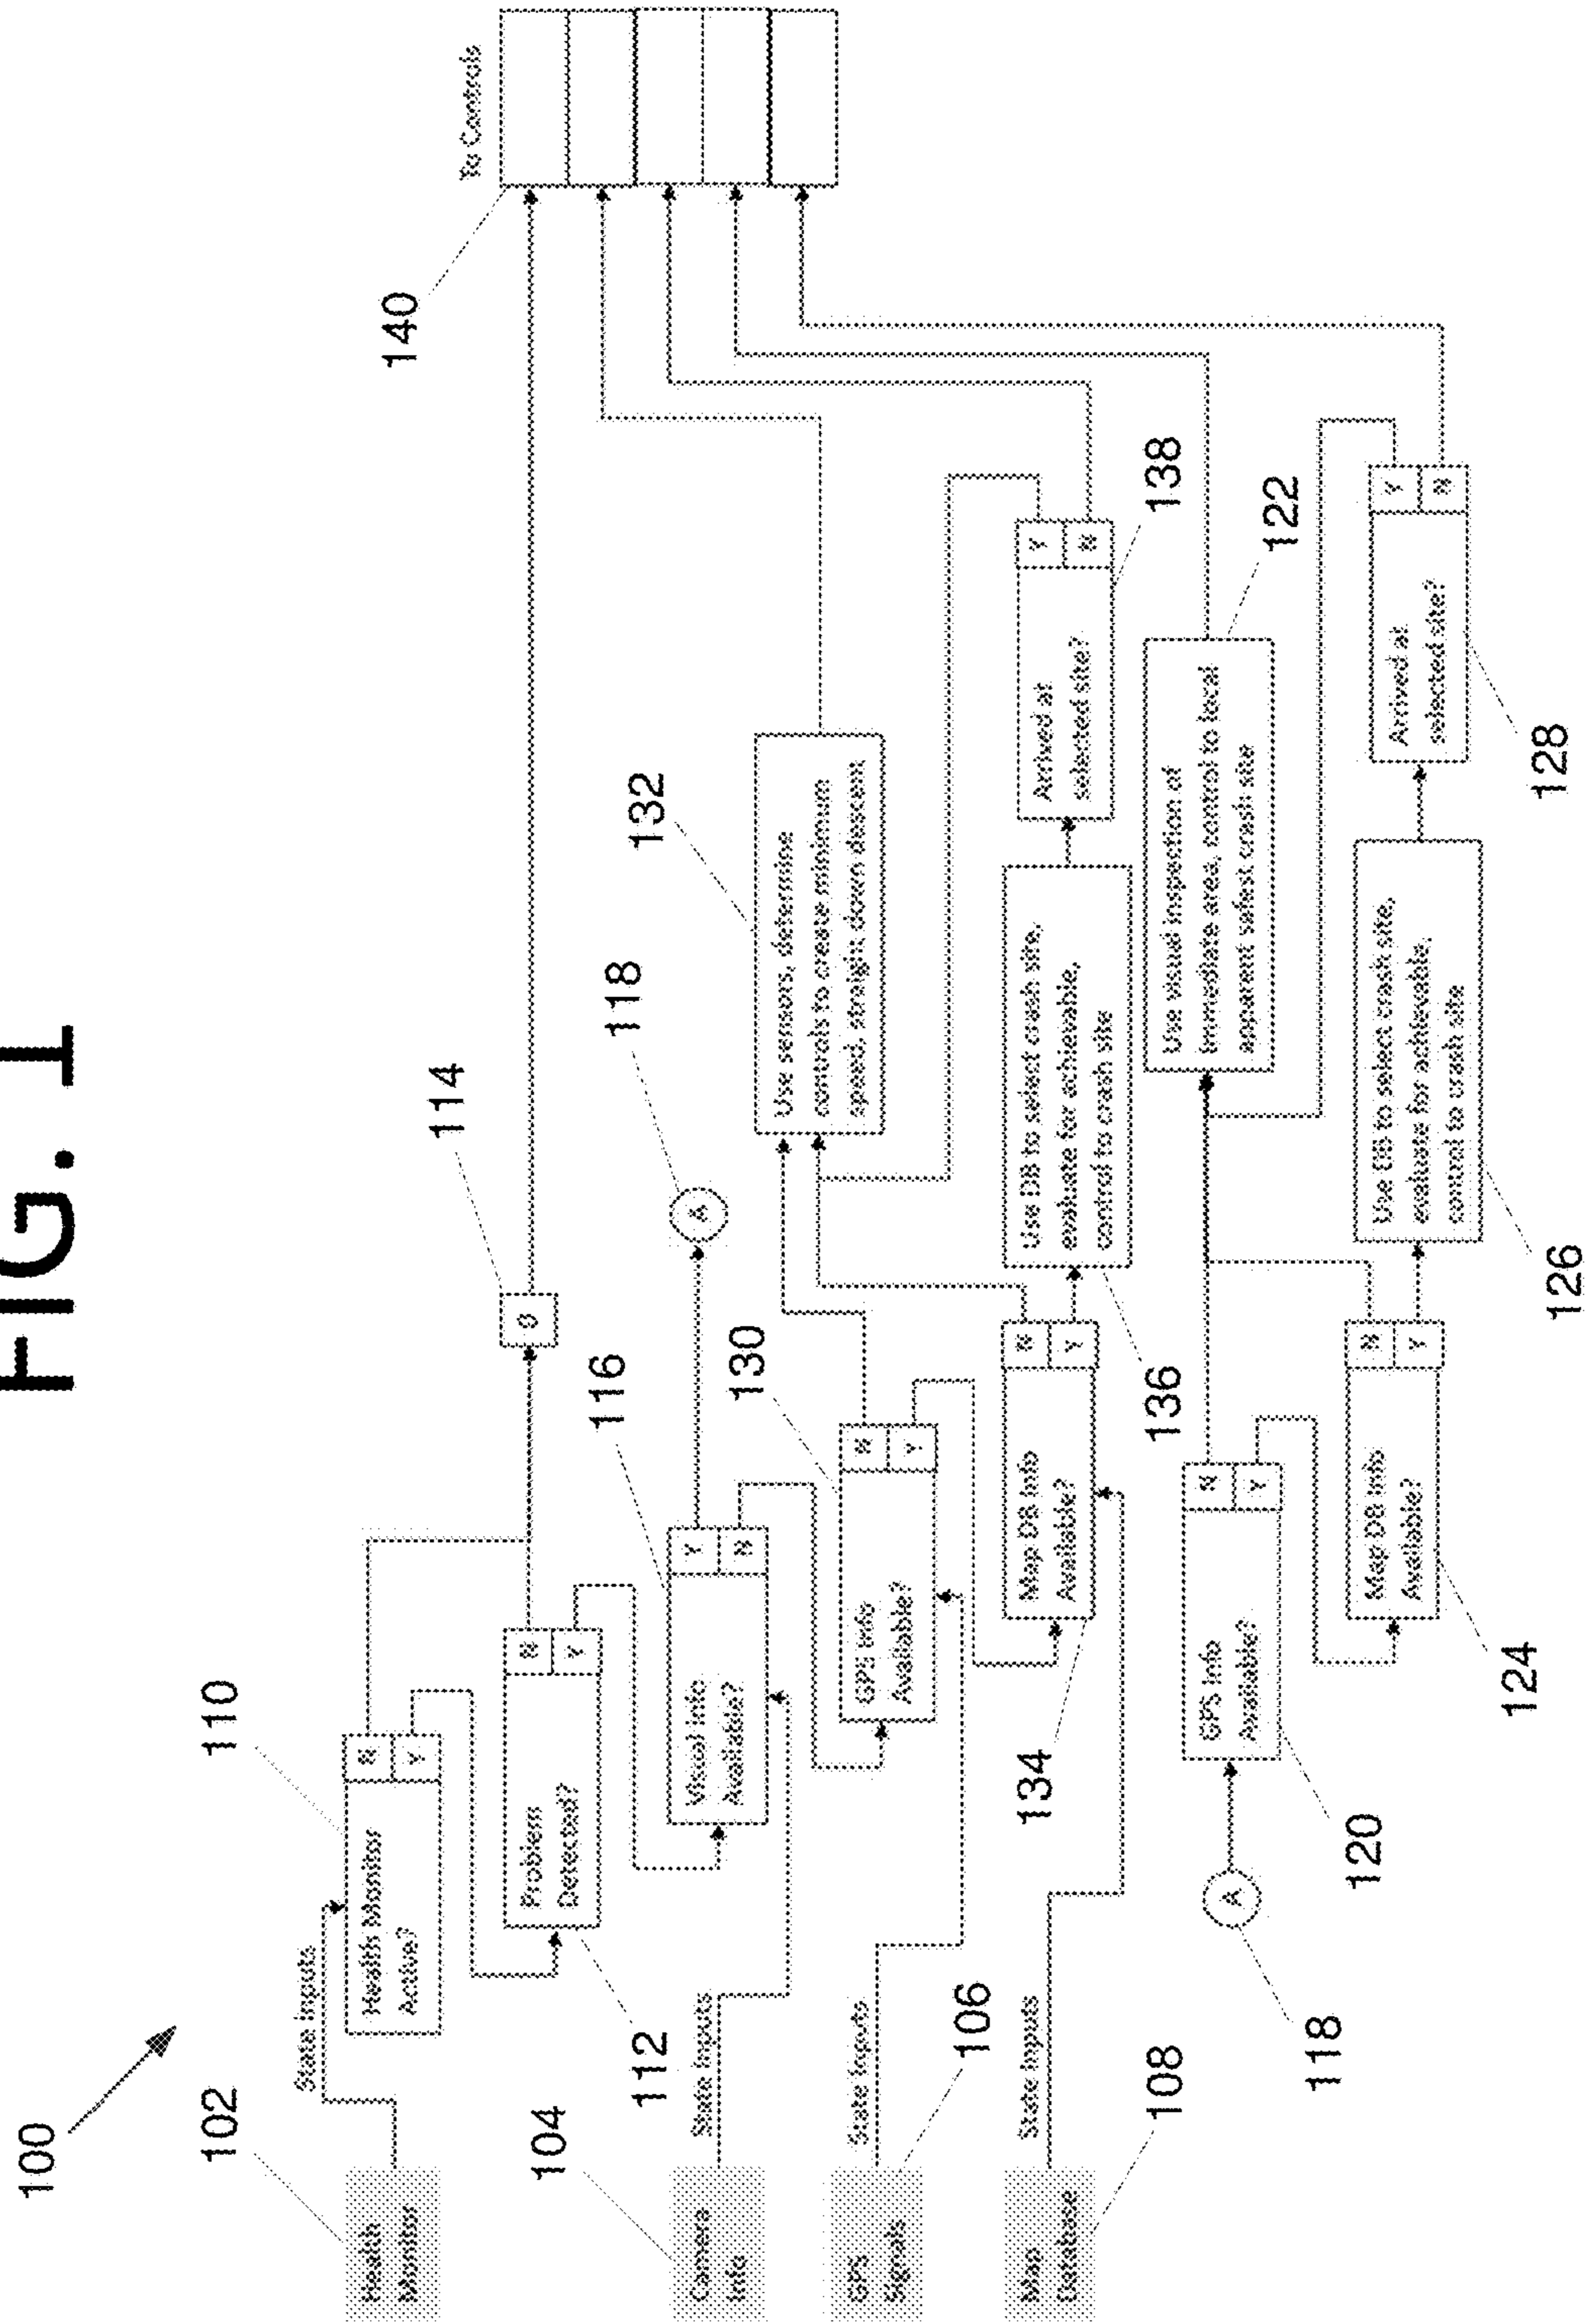 FIG. 1
100
102
Health
Monitor
State Inputs
110
Health Monitor
Active?
N
Y
112
Problem
Detected?
N
Y
114
0
104
Camera
Info
State Inputs
116
Visual Info
Available?
Y
N
118
A
106
GPS
Signals
State Inputs
130
GPS Info
Available?
N
Y
132
Use sensors, determine
controls to create minimum
speed, straight down descent
108
Map
Database
State Inputs
134
Map DB Info
Available?
N
Y
136
Use DB to select crash site,
evaluate for achievable,
control to crash site
138
Arrived at
selected site?
Y
N
118
A
120
GPS Info
Available?
N
Y
122
Use visual inspection of
immediate area, control to local
apparent safest crash site
124
Map DB Info
Available?
N
Y
126
Use DB to select crash site,
evaluate for achievable,
control to crash site
128
Arrived at
selected site?
Y
N
140
To Controls